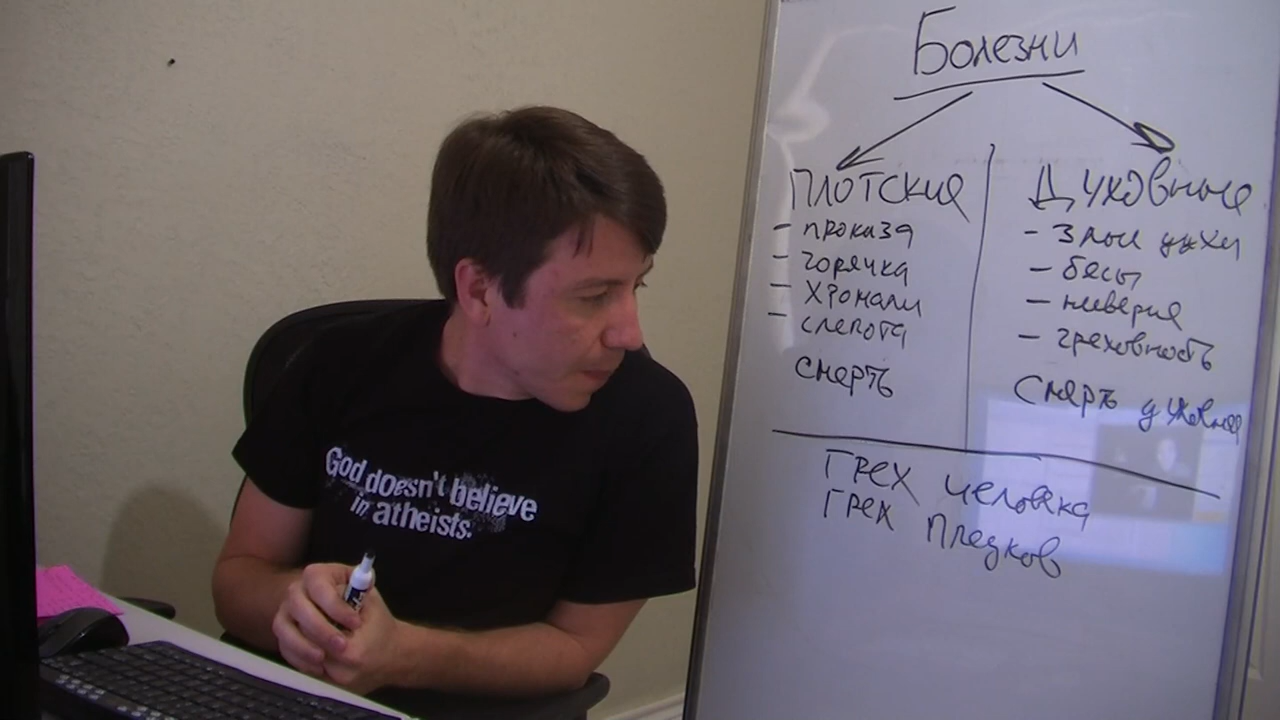 God doesn't believe
in atheists.
Болезни
Плотские
- проказа
- горячка
- хромали
- слепота
смерть
Духовные
- злые духи
- бесы
- неверие
- греховность
Смерть духовная
Грех человека
Грех предков